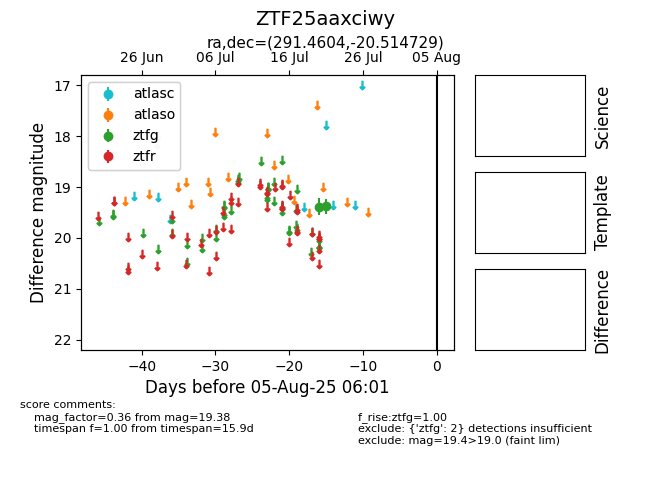 ZTF25aaxciwy
ra,dec=(291.4604,-20.514729)
26 Jun 06 Jul 16 Jul 26 Jul 05 Aug
atlasc
atlaso
ztfg
ztfr
17
18
19
20
21
22
Difference magnitude
−40 −30 −20 −10 0
Days before 05-Aug-25 06:01
Science
Template
Difference
score comments:
mag_factor=0.36 from mag=19.38
timespan f=1.00 from timespan=15.9d
f_rise:ztfg=1.00
exclude: {'ztfg': 2} detections insufficient
exclude: mag=19.4>19.0 (faint lim)